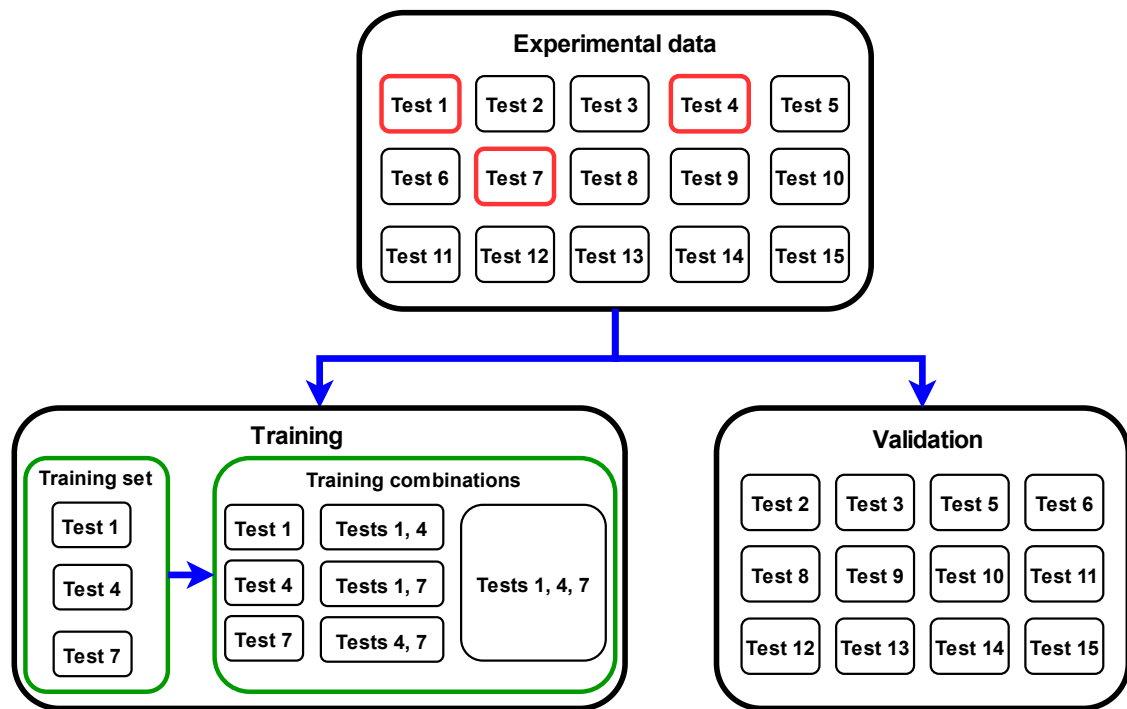 Experimental data
Test 1 Test 2 Test 3 Test 4 Test 5
Test 6 Test 7 Test 8 Test 9 Test 10
Test 11 Test 12 Test 13 Test 14 Test 15
Training
Training set
Test 1
Test 4
Test 7
Training combinations
Test 1 Tests 1, 4
Test 4 Tests 1, 7 Tests 1, 4, 7
Test 7 Tests 4, 7
Validation
Test 2 Test 3 Test 5 Test 6
Test 8 Test 9 Test 10 Test 11
Test 12 Test 13 Test 14 Test 15